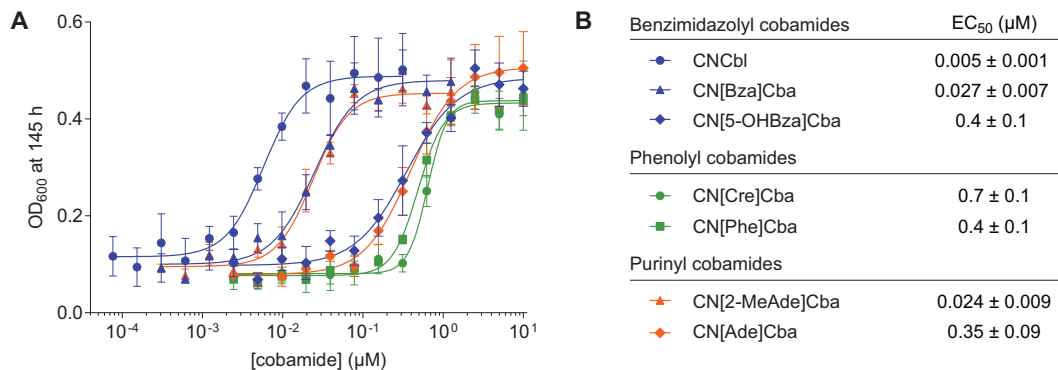 A
OD₆₀₀ at 145 h
0.6
0.4
0.2
0.0
10⁻⁴ 10⁻³ 10⁻² 10⁻¹ 10⁰ 10¹
[cobamide] (µM)
B
Benzimidazolyl cobamides EC₅₀ (µM)
CNCbl 0.005 ± 0.001
CN[Bza]Cba 0.027 ± 0.007
CN[5-OHBza]Cba 0.4 ± 0.1
Phenolyl cobamides
CN[Cre]Cba 0.7 ± 0.1
CN[Phe]Cba 0.4 ± 0.1
Purinyl cobamides
CN[2-MeAde]Cba 0.024 ± 0.009
CN[Ade]Cba 0.35 ± 0.09